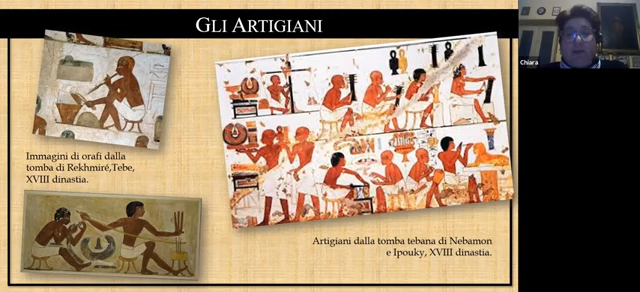 GLI ARTIGIANI
Immagini di orafi dalla
tomba di Rekhmiré,Tebe,
XVIII dinastia.
Artigiani dalla tomba tebana di Nebamon
e Ipouky, XVIII dinastia.
Chiara